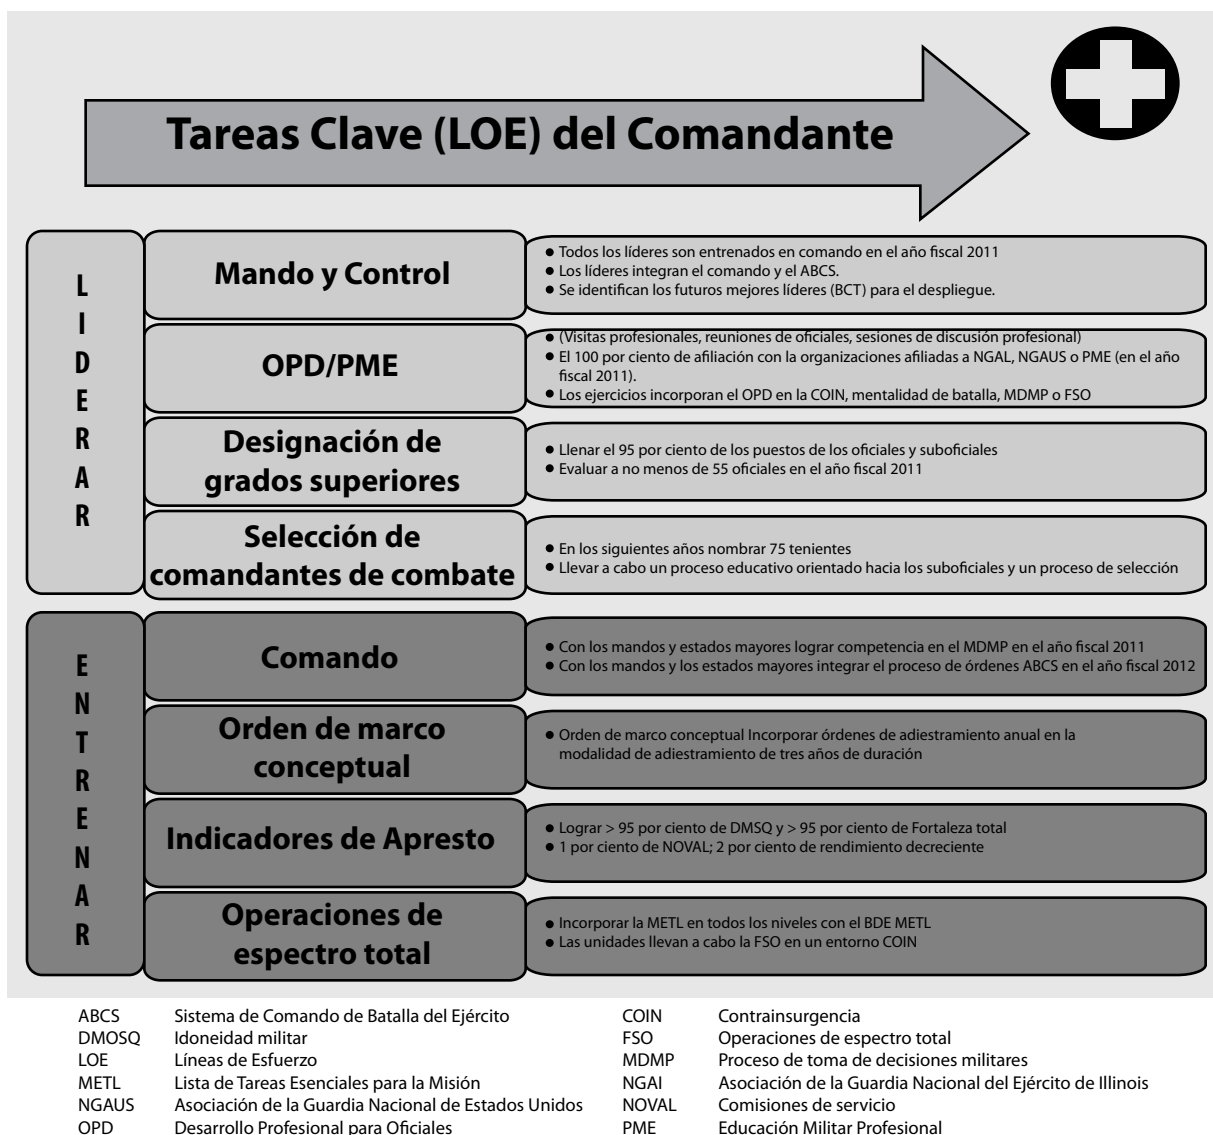 Tareas Clave (LOE) del Comandante
L
I
D
E
R
A
R
Mando y Control
• Todos los líderes son entrenados en comando en el año fiscal 2011
• Los líderes integran el comando y el ABCS.
• Se identifican los futuros mejores líderes (BCT) para el despliegue.
OPD/PME
• (Visitas profesionales, reuniones de oficiales, sesiones de discusión profesional)
• El 100 por ciento de afiliación con la organizaciones afiliadas a NGAL, NGAUS o PME (en el año
fiscal 2011).
• Los ejercicios incorporan el OPD en la COIN, mentalidad de batalla, MDMP o FSO
Designación de
grados superiores
• Llenar el 95 por ciento de los puestos de los oficiales y suboficiales
• Evaluar a no menos de 55 oficiales en el año fiscal 2011
Selección de
comandantes de combate
• En los siguientes años nombrar 75 tenientes
• Llevar a cabo un proceso educativo orientado hacia los suboficiales y un proceso de selección
E
N
T
R
E
N
A
R
Comando
• Con los mandos y estados mayores lograr competencia en el MDMP en el año fiscal 2011
• Con los mandos y los estados mayores integrar el proceso de órdenes ABCS en el año fiscal 2012
Orden de marco
conceptual
• Orden de marco conceptual Incorporar órdenes de adiestramiento anual en la
modalidad de adiestramiento de tres años de duración
Indicadores de Apresto
• Lograr > 95 por ciento de DMSQ y > 95 por ciento de Fortaleza total
• 1 por ciento de NOVAL; 2 por ciento de rendimiento decreciente
Operaciones de
espectro total
• Incorporar la METL en todos los niveles con el BDE METL
• Las unidades llevan a cabo la FSO en un entorno COIN
ABCS Sistema de Comando de Batalla del Ejército
DMOSQ Idoneidad militar
LOE Líneas de Esfuerzo
METL Lista de Tareas Esenciales para la Misión
NGAUS Asociación de la Guardia Nacional de Estados Unidos
OPD Desarrollo Profesional para Oficiales
COIN Contrainsurgencia
FSO Operaciones de espectro total
MDMP Proceso de toma de decisiones militares
NGAI Asociación de la Guardia Nacional del Ejército de Illinois
NOVAL Comisiones de servicio
PME Educación Militar Profesional